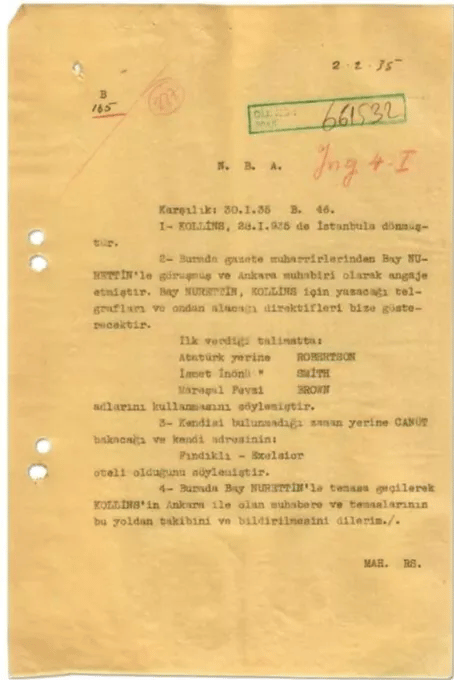 2-2-35
B
165
661532
N. B. A.
Ing 4-I
Karşılık: 30.I.35 B. 46.
1- KOLLİNS, 28.I.935 de İstanbula dönmüş-
tür.
2- Burada gazete muharrirlerinden Bay NU-
RETTİN'le görüşmüş ve Ankara muhabiri olarak angaje
etmiştir. Bay NURETTİN, KOLLİNS için yazacağı tel-
grafları ve ondan alacağı direktifleri bize göste-
recektir.
İlk verdiği talimatta:
Atatürk yerine ROBERTSON
İsmet İnönü " SMİTH
Mareşal Fevzi BROWN
adlarını kullanmasını söylemiştir.
3- Kendisi bulunmadığı zaman yerine CANUT
bakacağı ve kendi adresinin:
Fındıklı - Exelsior
oteli olduğunu söylemiştir.
4- Burada Bay NURETTİN'le temasa geçilerek
KOLLİNS'in Ankara ile olan muhabere ve temaslarının
bu yoldan takibini ve bildirilmesini dilerim./.
MAH. RS.